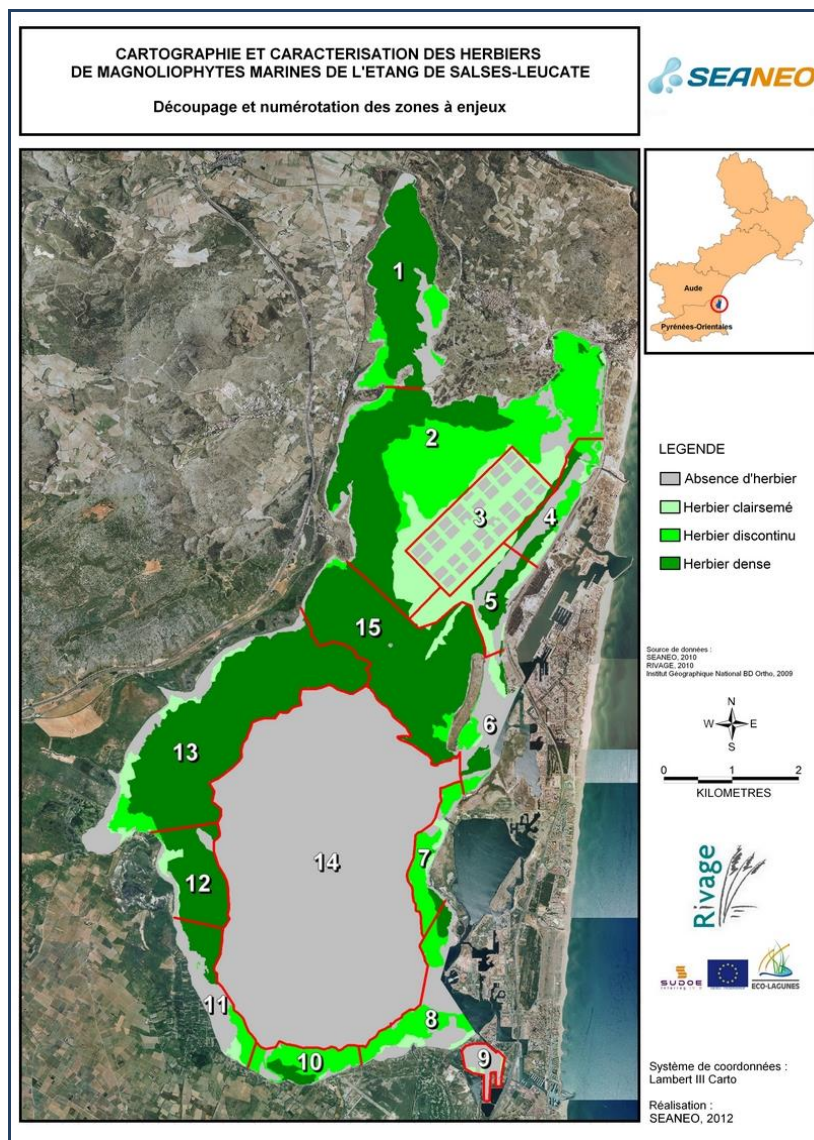 CARTOGRAPHIE ET CARACTERISATION DES HERBIERS
DE MAGNOLIOPHYTES MARINES DE L'ETANG DE SALSES-LEUCATE
Découpage et numérotation des zones à enjeux
SEANEO
Aude
Pyrénées-Orientales
1
2
3
4
5
15
6
13
14
7
12
11
8
10
9
LEGENDE
Absence d'herbier
Herbier clairsemé
Herbier discontinu
Herbier dense
Source de données :
SEANEO, 2010
RIVAGE, 2010
Institut Géographique National BD Ortho, 2009
N
W E
S
0 1 2
KILOMETRES
Rivage
SUDOE
ECO-LAGUNES
Système de coordonnées :
Lambert III Carto
Réalisation :
SEANEO, 2012